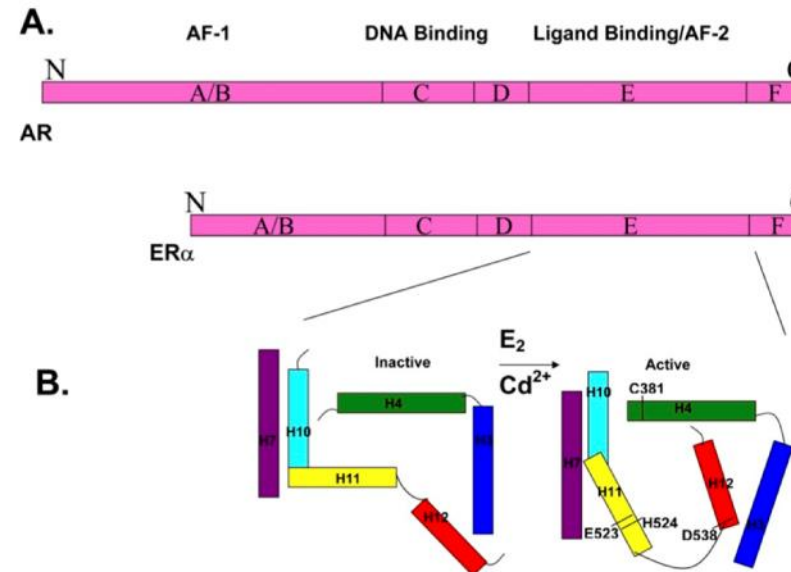 A.
AF-1 DNA Binding Ligand Binding/AF-2
N
A/B C D E F
AR
N
A/B C D E F
ERα
B.
Inactive
E₂
Cd²⁺
Active
H7
H10
H4
H11
H12
C381
H10
H4
H7
H11
H12
E523
H524
D538